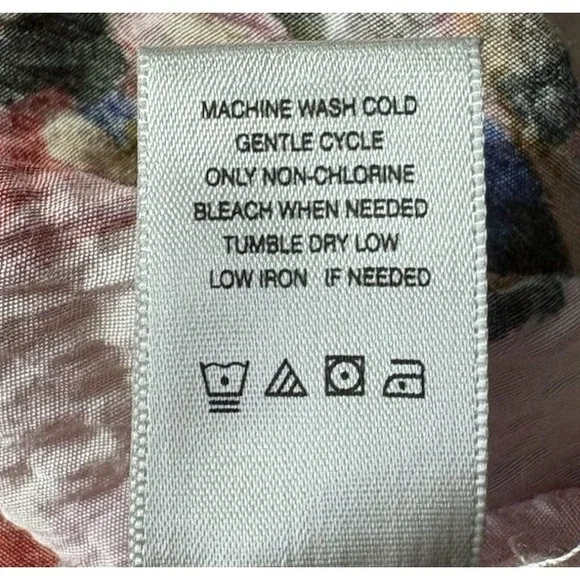 MACHINE WASH COLD
GENTLE CYCLE
ONLY NON-CHLORINE
BLEACH WHEN NEEDED
TUMBLE DRY LOW
LOW IRON IF NEEDED